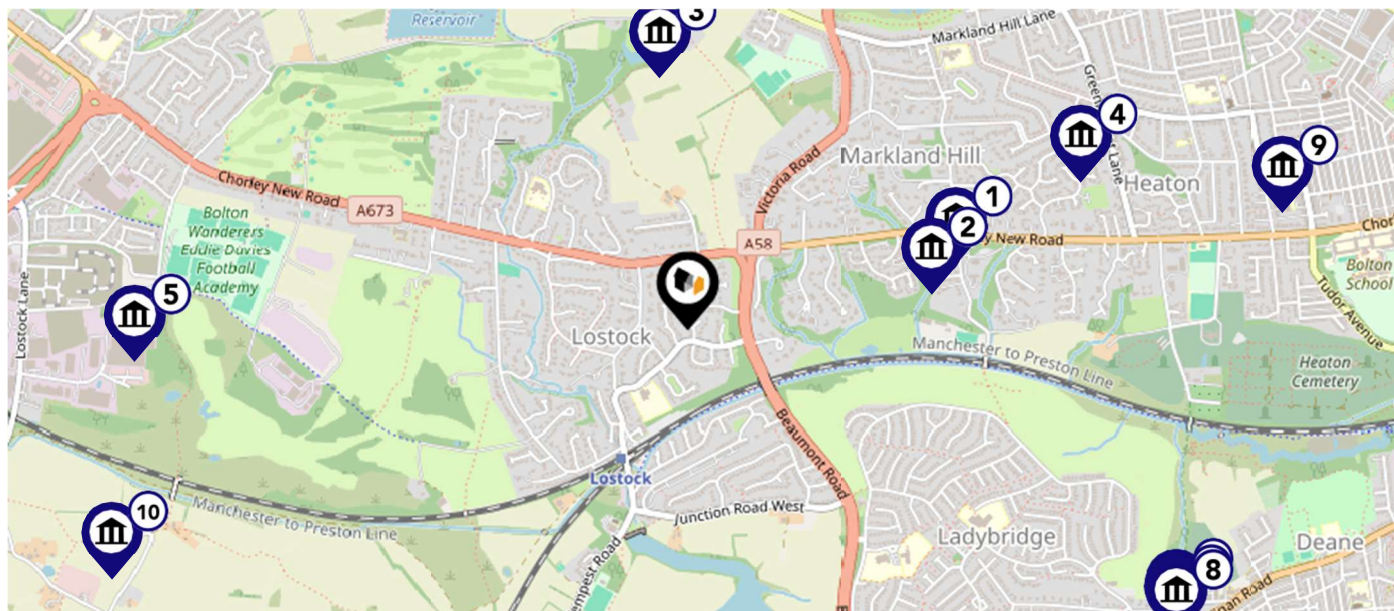 Reservoir
3
Markland Hill Lane
4
9
Markland Hill
Victoria Road
Heaton
Chorley New Road
A673
1
2
A58
Bolton
Wanderers
Eddie Davies
Football
Academy
Bolton
School
Tudor Avenue
5
Lostock Lane
Lostock
Manchester to Preston Line
Heaton
Cemetery
Beaumont Road
Lostock
10
Manchester to Preston Line
Junction Road West
Ladybridge
Deane
8